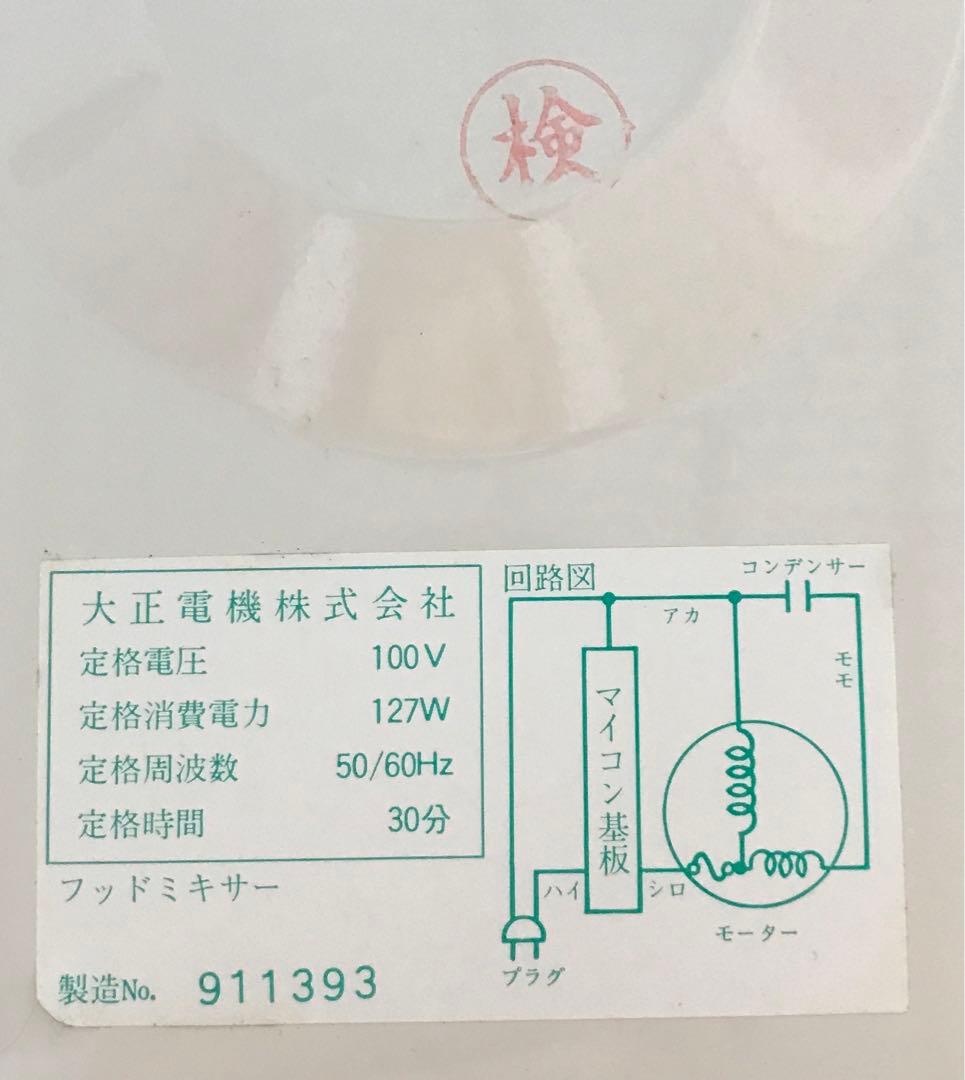 検
大正電機株式会社
定格電圧 100V
定格消費電力 127W
定格周波数 50/60Hz
定格時間 30分
フッドミキサー
製造No. 911393
回路図
コンデンサー
アカ
モモ
マイコン基板
ハイ
シロ
モーター
プラグ